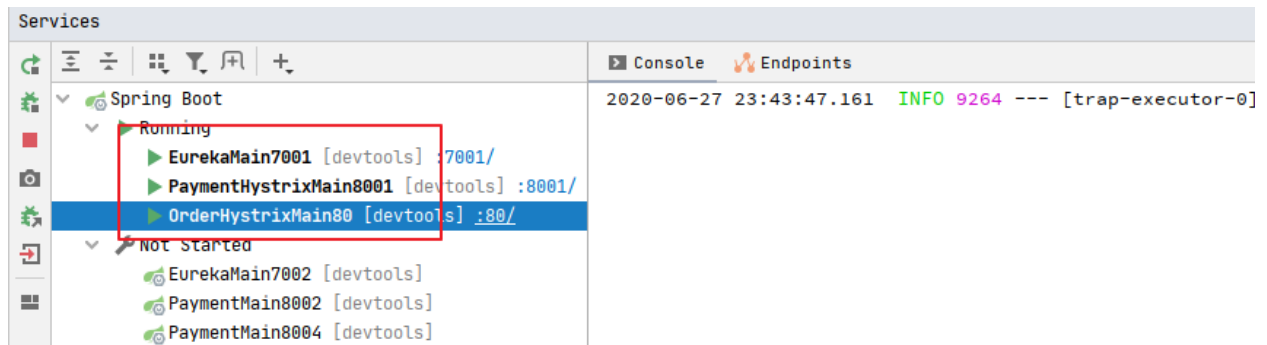 Services
Console Endpoints
Spring Boot
2020-06-27 23:43:47.161 INFO 9264 --- [trap-executor-0]
Running
EurekaMain7001 [devtools] :7001/
PaymentHystrixMain8001 [devtools] :8001/
OrderHystrixMain80 [devtools] :80/
Not Started
EurekaMain7002 [devtools]
PaymentMain8002 [devtools]
PaymentMain8004 [devtools]